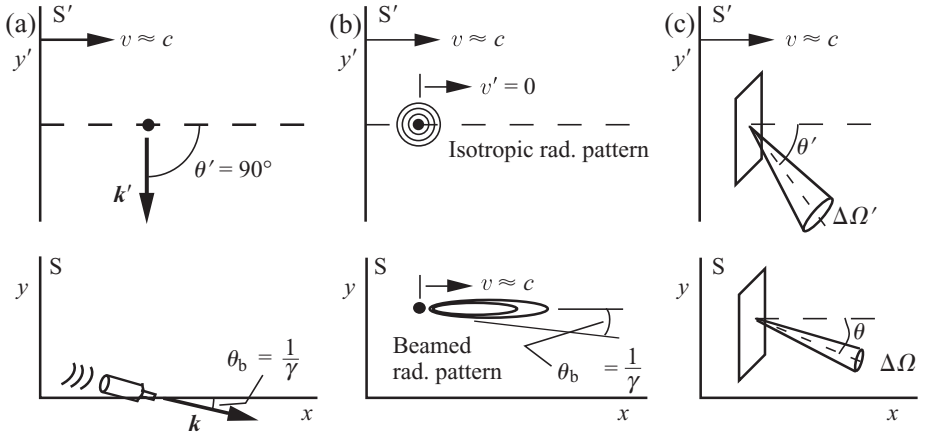 (a)
S′
v ≈ c
y′
θ′ = 90°
k′
S
y
θb = 1/γ
k
x
(b)
S′
v ≈ c
y′
v′ = 0
Isotropic rad. pattern
S
v ≈ c
y
Beamed
rad. pattern
θb = 1/γ
x
(c)
S′
v ≈ c
y′
θ′
ΔΩ′
S
y
θ
ΔΩ
x